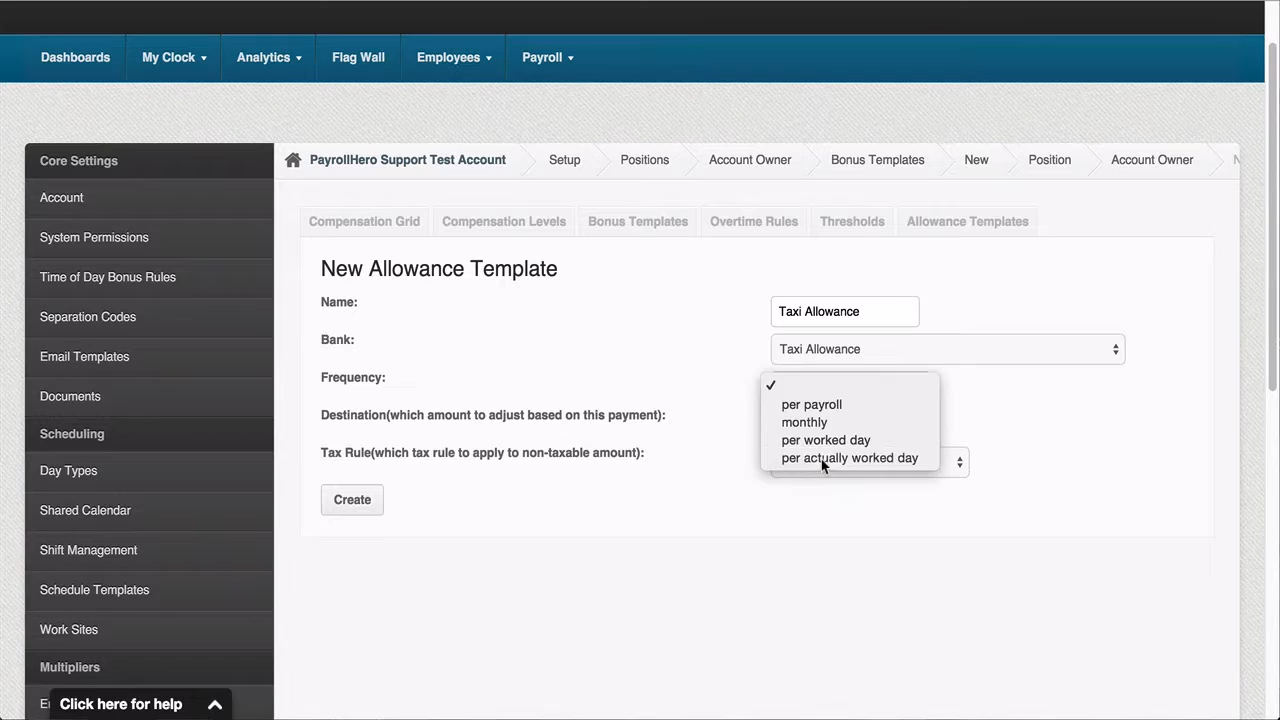 Dashboards
My Clock
Analytics
Flag Wall
Employees
Payroll
Core Settings
Account
System Permissions
Time of Day Bonus Rules
Separation Codes
Email Templates
Documents
Scheduling
Day Types
Shared Calendar
Shift Management
Schedule Templates
Work Sites
Multipliers
Click here for help
PayrollHero Support Test Account
Setup
Positions
Account Owner
Bonus Templates
New
Position
Account Owner
Compensation Grid
Compensation Levels
Bonus Templates
Overtime Rules
Thresholds
Allowance Templates
New Allowance Template
Name:
Taxi Allowance
Bank:
Taxi Allowance
Frequency:
per payroll
monthly
per worked day
per actually worked day
Destination(which amount to adjust based on this payment):
Tax Rule(which tax rule to apply to non-taxable amount):
Create